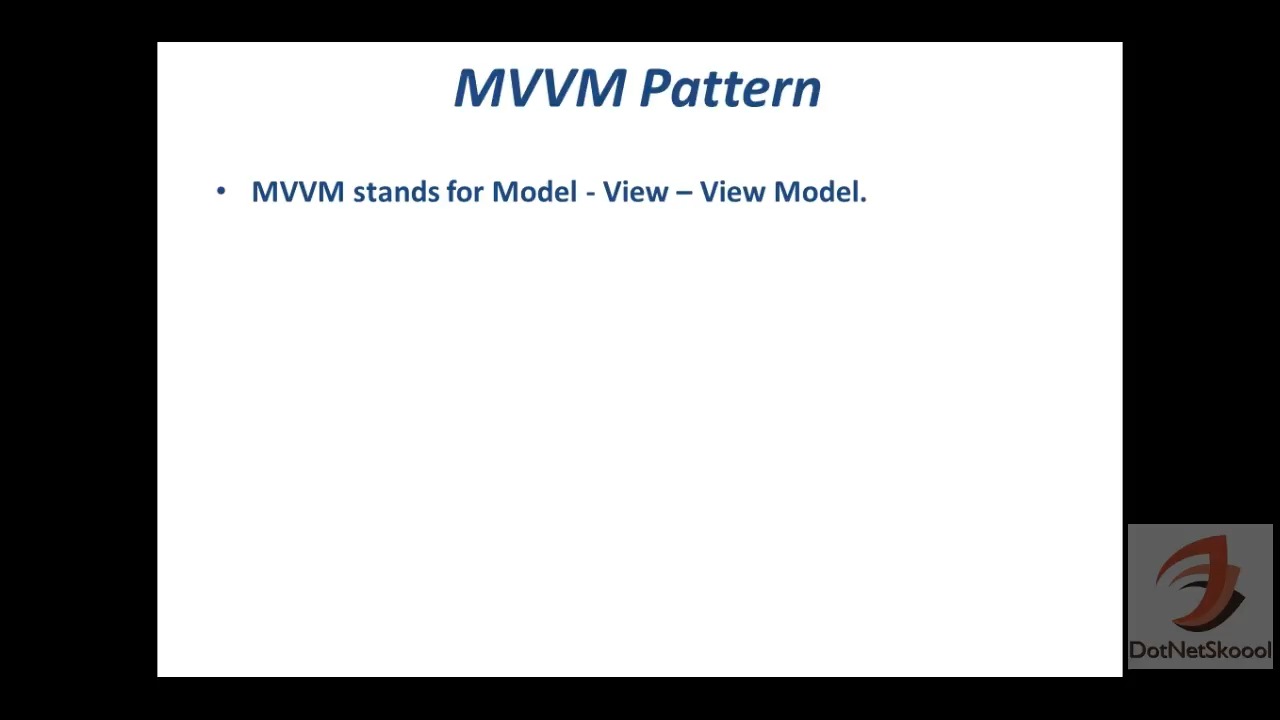 MVVM Pattern
• MVVM stands for Model - View – View Model.
DotNetSkoool